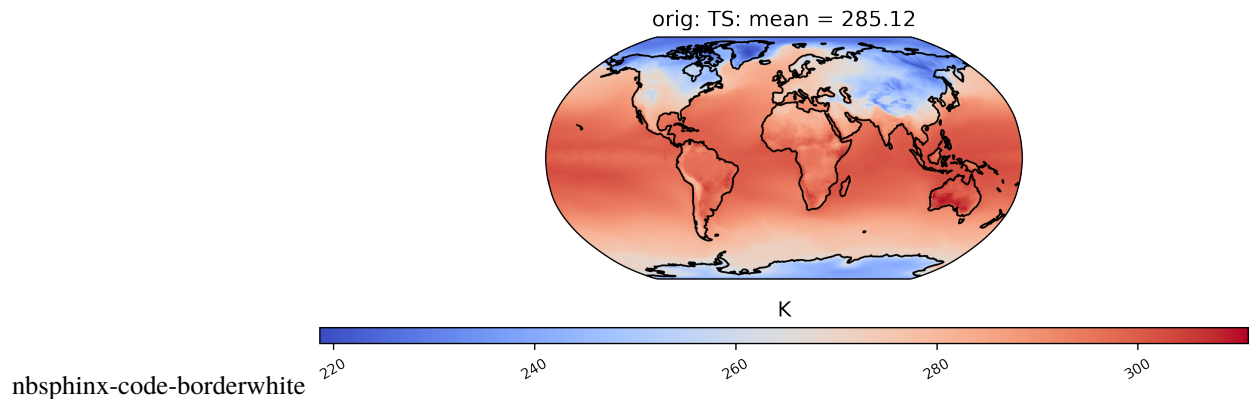 orig: TS: mean = 285.12
K
220 240 260 280 300
nbsphinx-code-borderwhite